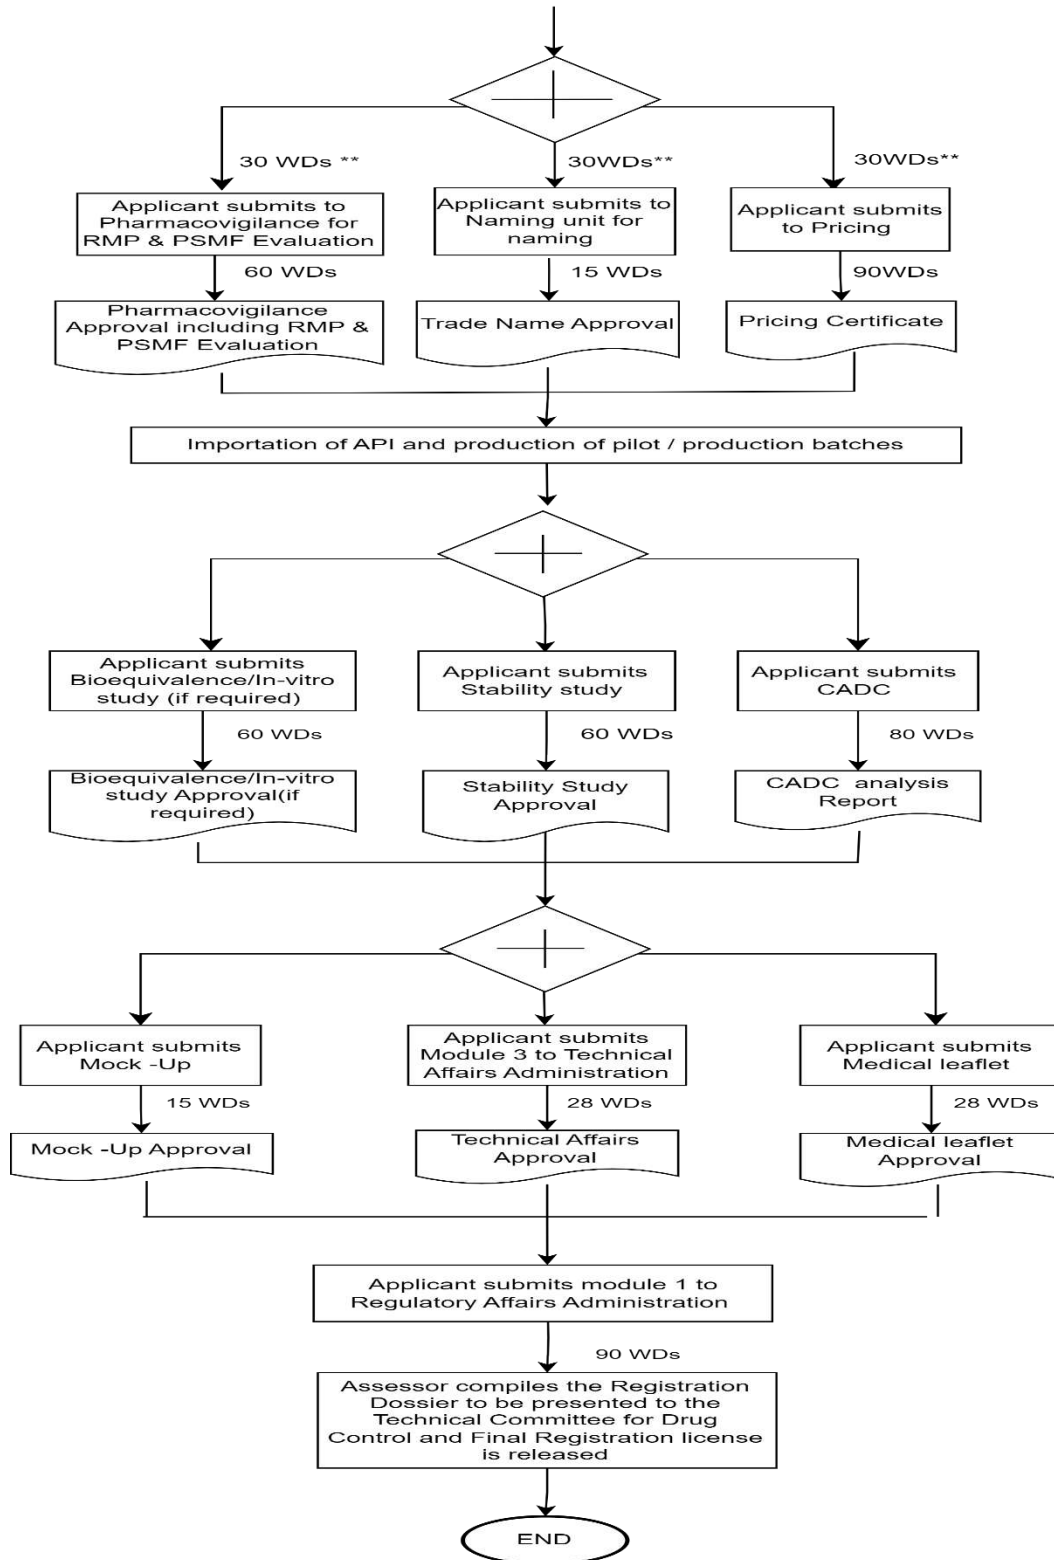 30 WDs **
30WDs**
30WDs**
Applicant submits to
Pharmacovigilance for
RMP & PSMF Evaluation
Applicant submits to
Naming unit for
naming
Applicant submits
to Pricing
60 WDs
15 WDs
90WDs
Pharmacovigilance
Approval including RMP &
PSMF Evaluation
Trade Name Approval
Pricing Certificate
Importation of API and production of pilot / production batches
Applicant submits
Bioequivalence/In-vitro
study (if required)
Applicant submits
Stability study
Applicant submits
CADC
60 WDs
60 WDs
80 WDs
Bioequivalence/In-vitro
study Approval(if
required)
Stability Study
Approval
CADC analysis
Report
Applicant submits
Mock -Up
Applicant submits
Module 3 to Technical
Affairs Administration
Applicant submits
Medical leaflet
15 WDs
28 WDs
28 WDs
Mock -Up Approval
Technical Affairs
Approval
Medical leaflet
Approval
Applicant submits module 1 to
Regulatory Affairs Administration
90 WDs
Assessor compiles the Registration
Dossier to be presented to the
Technical Committee for Drug
Control and Final Registration license
is released
END